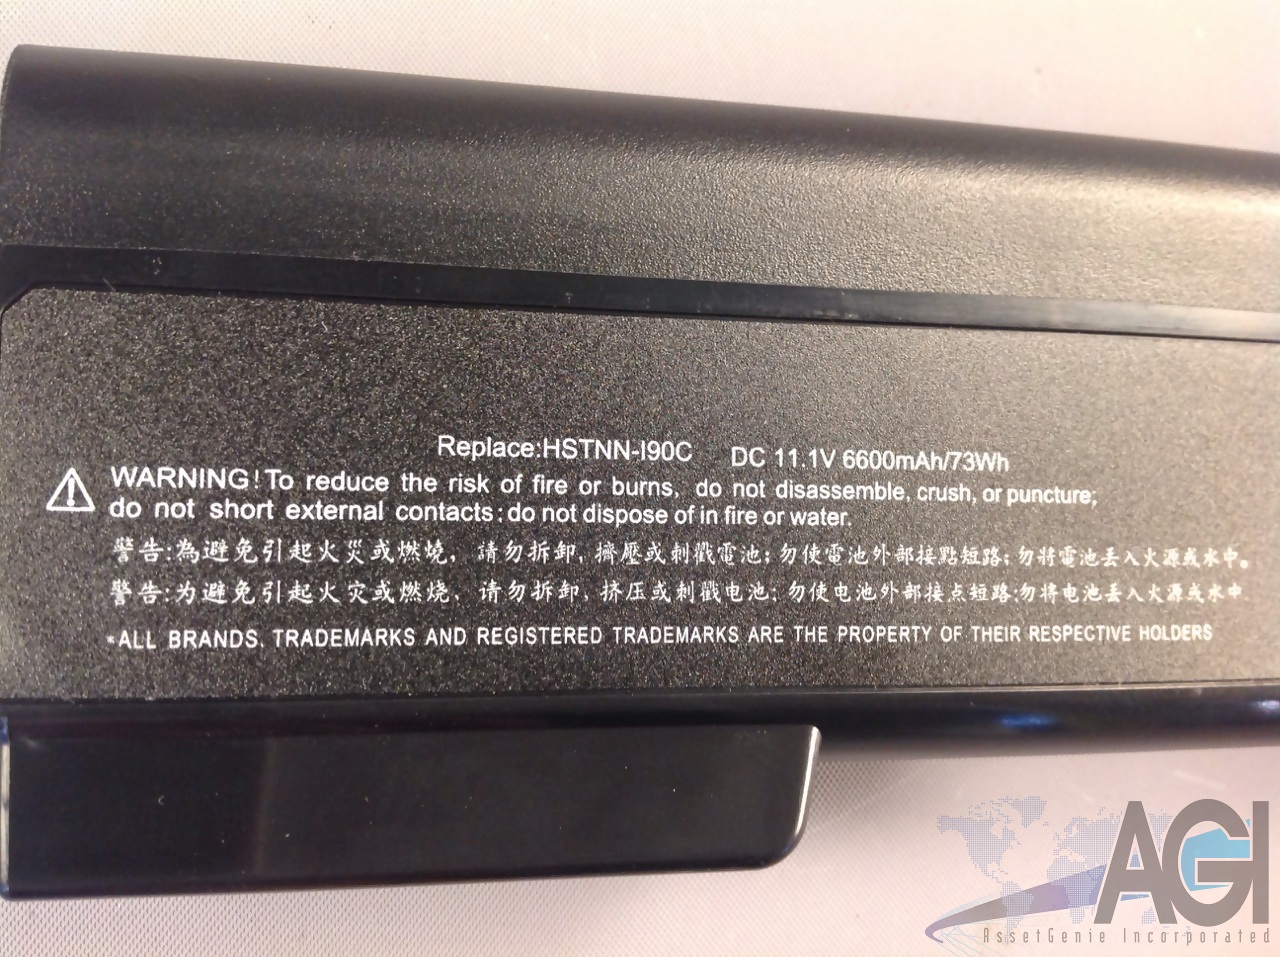 Replace:HSTNN-I90C DC 11.1V 6600mAh/73Wh
WARNING! To reduce the risk of fire or burns, do not disassemble, crush, or puncture;
do not short external contacts; do not dispose of in fire or water.
警告:為避免引起火災或燃燒，請勿拆卸，擠壓或刺戳電池；勿使電池外部接點短路；勿將電池丟入火源或水中。
警告:为避免引起火灾或燃烧，请勿拆卸，挤压或刺戳电池；勿使电池外部接点短路;勿将电池丢入火源或水中.
*ALL BRANDS, TRADEMARKS AND REGISTERED TRADEMARKS ARE THE PROPERTY OF THEIR RESPECTIVE HOLDERS
AGI
AssetGenie Incorporated